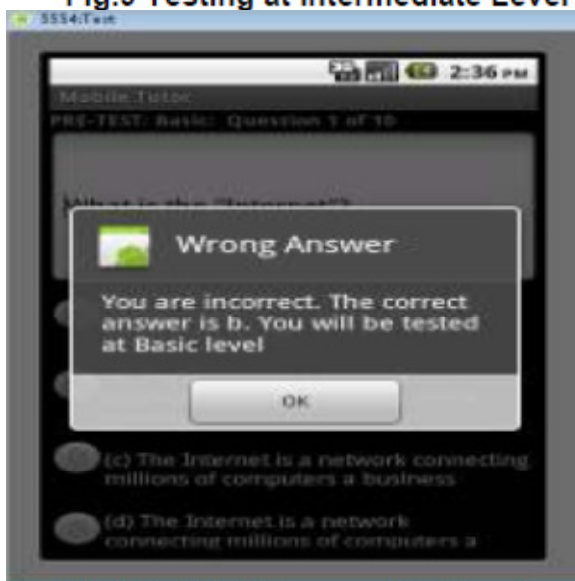 Fig.9 Testing at Intermediate Level
5554:Test
2:36 PM
Mobile Tutor
PRE-TEST: Basic: Question 1 of 10
What is the "Internet"?
Wrong Answer
You are incorrect. The correct
answer is b. You will be tested
at Basic level
OK
(c) The Internet is a network connecting
millions of computers a business
(d) The Internet is a network
connecting millions of computers a